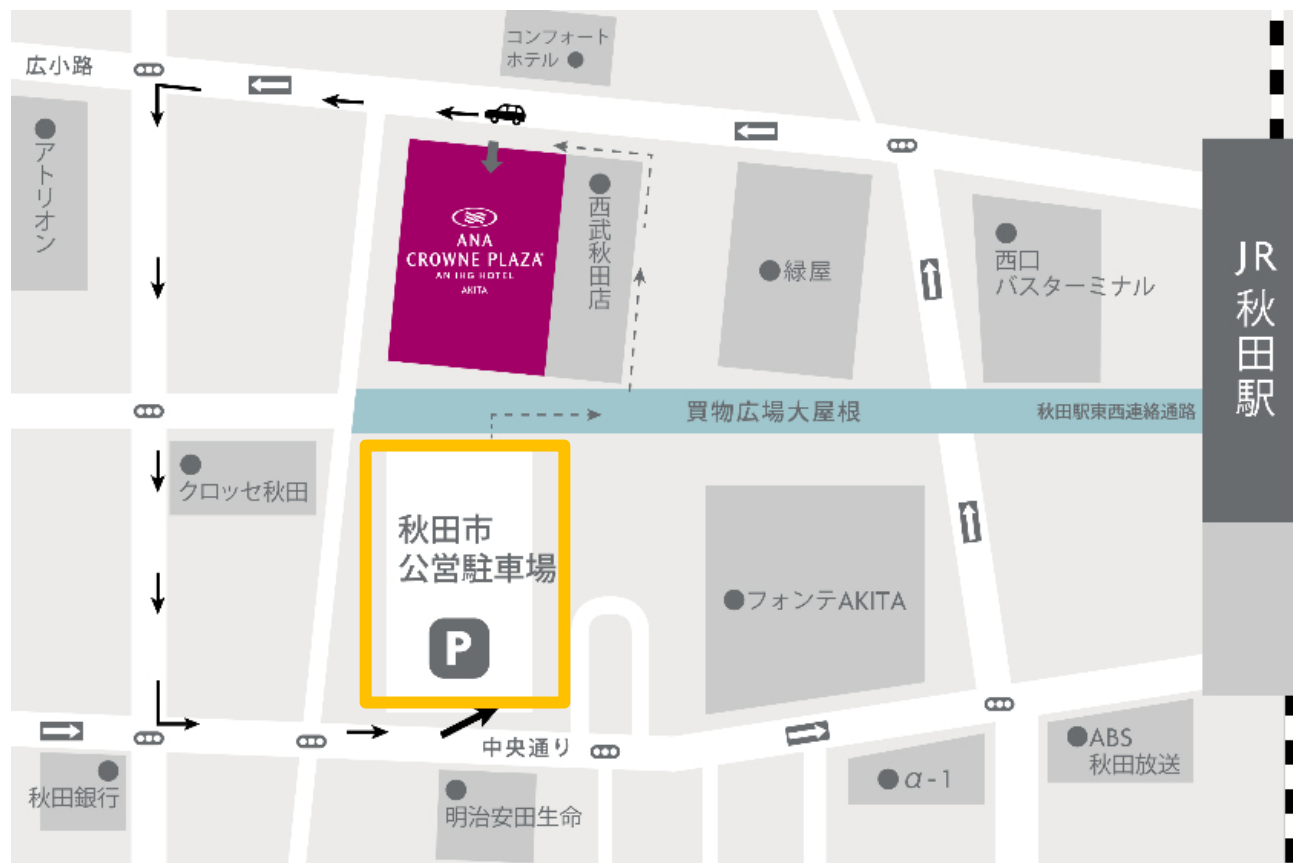 コンフォート
ホテル
広小路
アトリオン
ANA
CROWNE PLAZA
AN IHG HOTEL
AKITA
西武秋田店
緑屋
西口
バスターミナル
JR秋田駅
買物広場大屋根
秋田駅東西連絡通路
クロッセ秋田
秋田市
公営駐車場
P
フォンテAKITA
中央通り
ABS
秋田放送
α-1
秋田銀行
明治安田生命